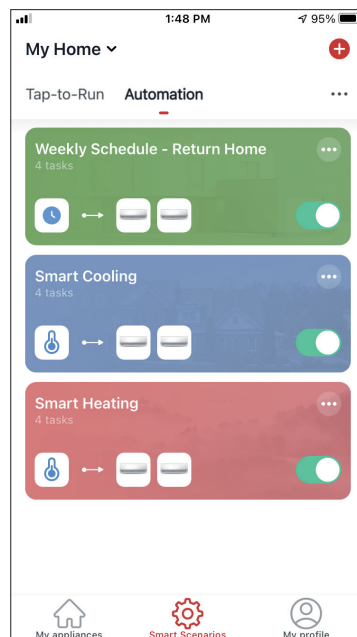 1:48 PM
95%
My Home
Tap-to-Run
Automation
Weekly Schedule - Return Home
4 tasks
Smart Cooling
4 tasks
Smart Heating
4 tasks
My appliances
Smart Scenarios
My profile